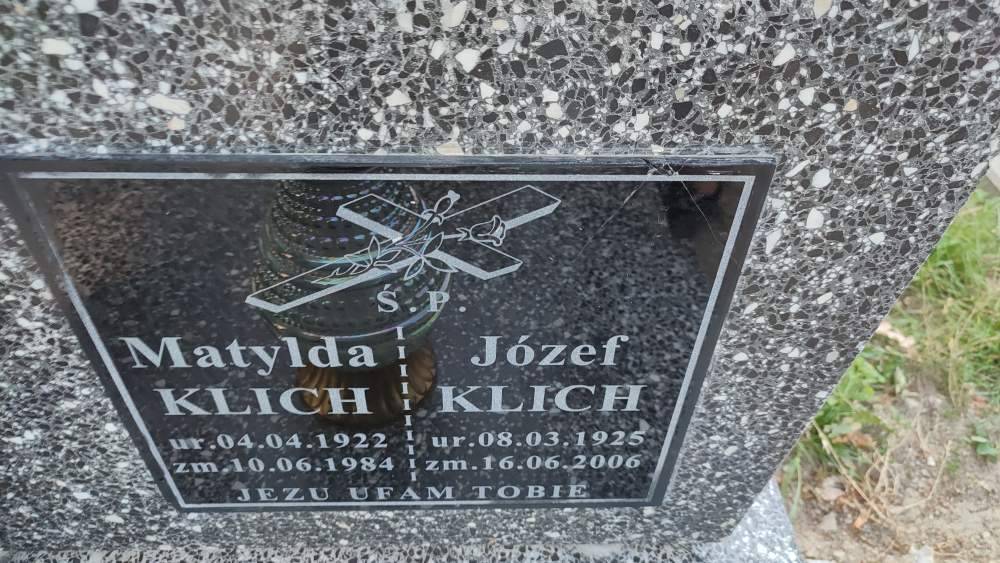 Ś.P.
Matylda Józef
KLICH KLICH
ur.04.04.1922 ur.08.03.1925
zm.10.06.1984 zm.16.06.2006
JEZU UFAM TOBIE